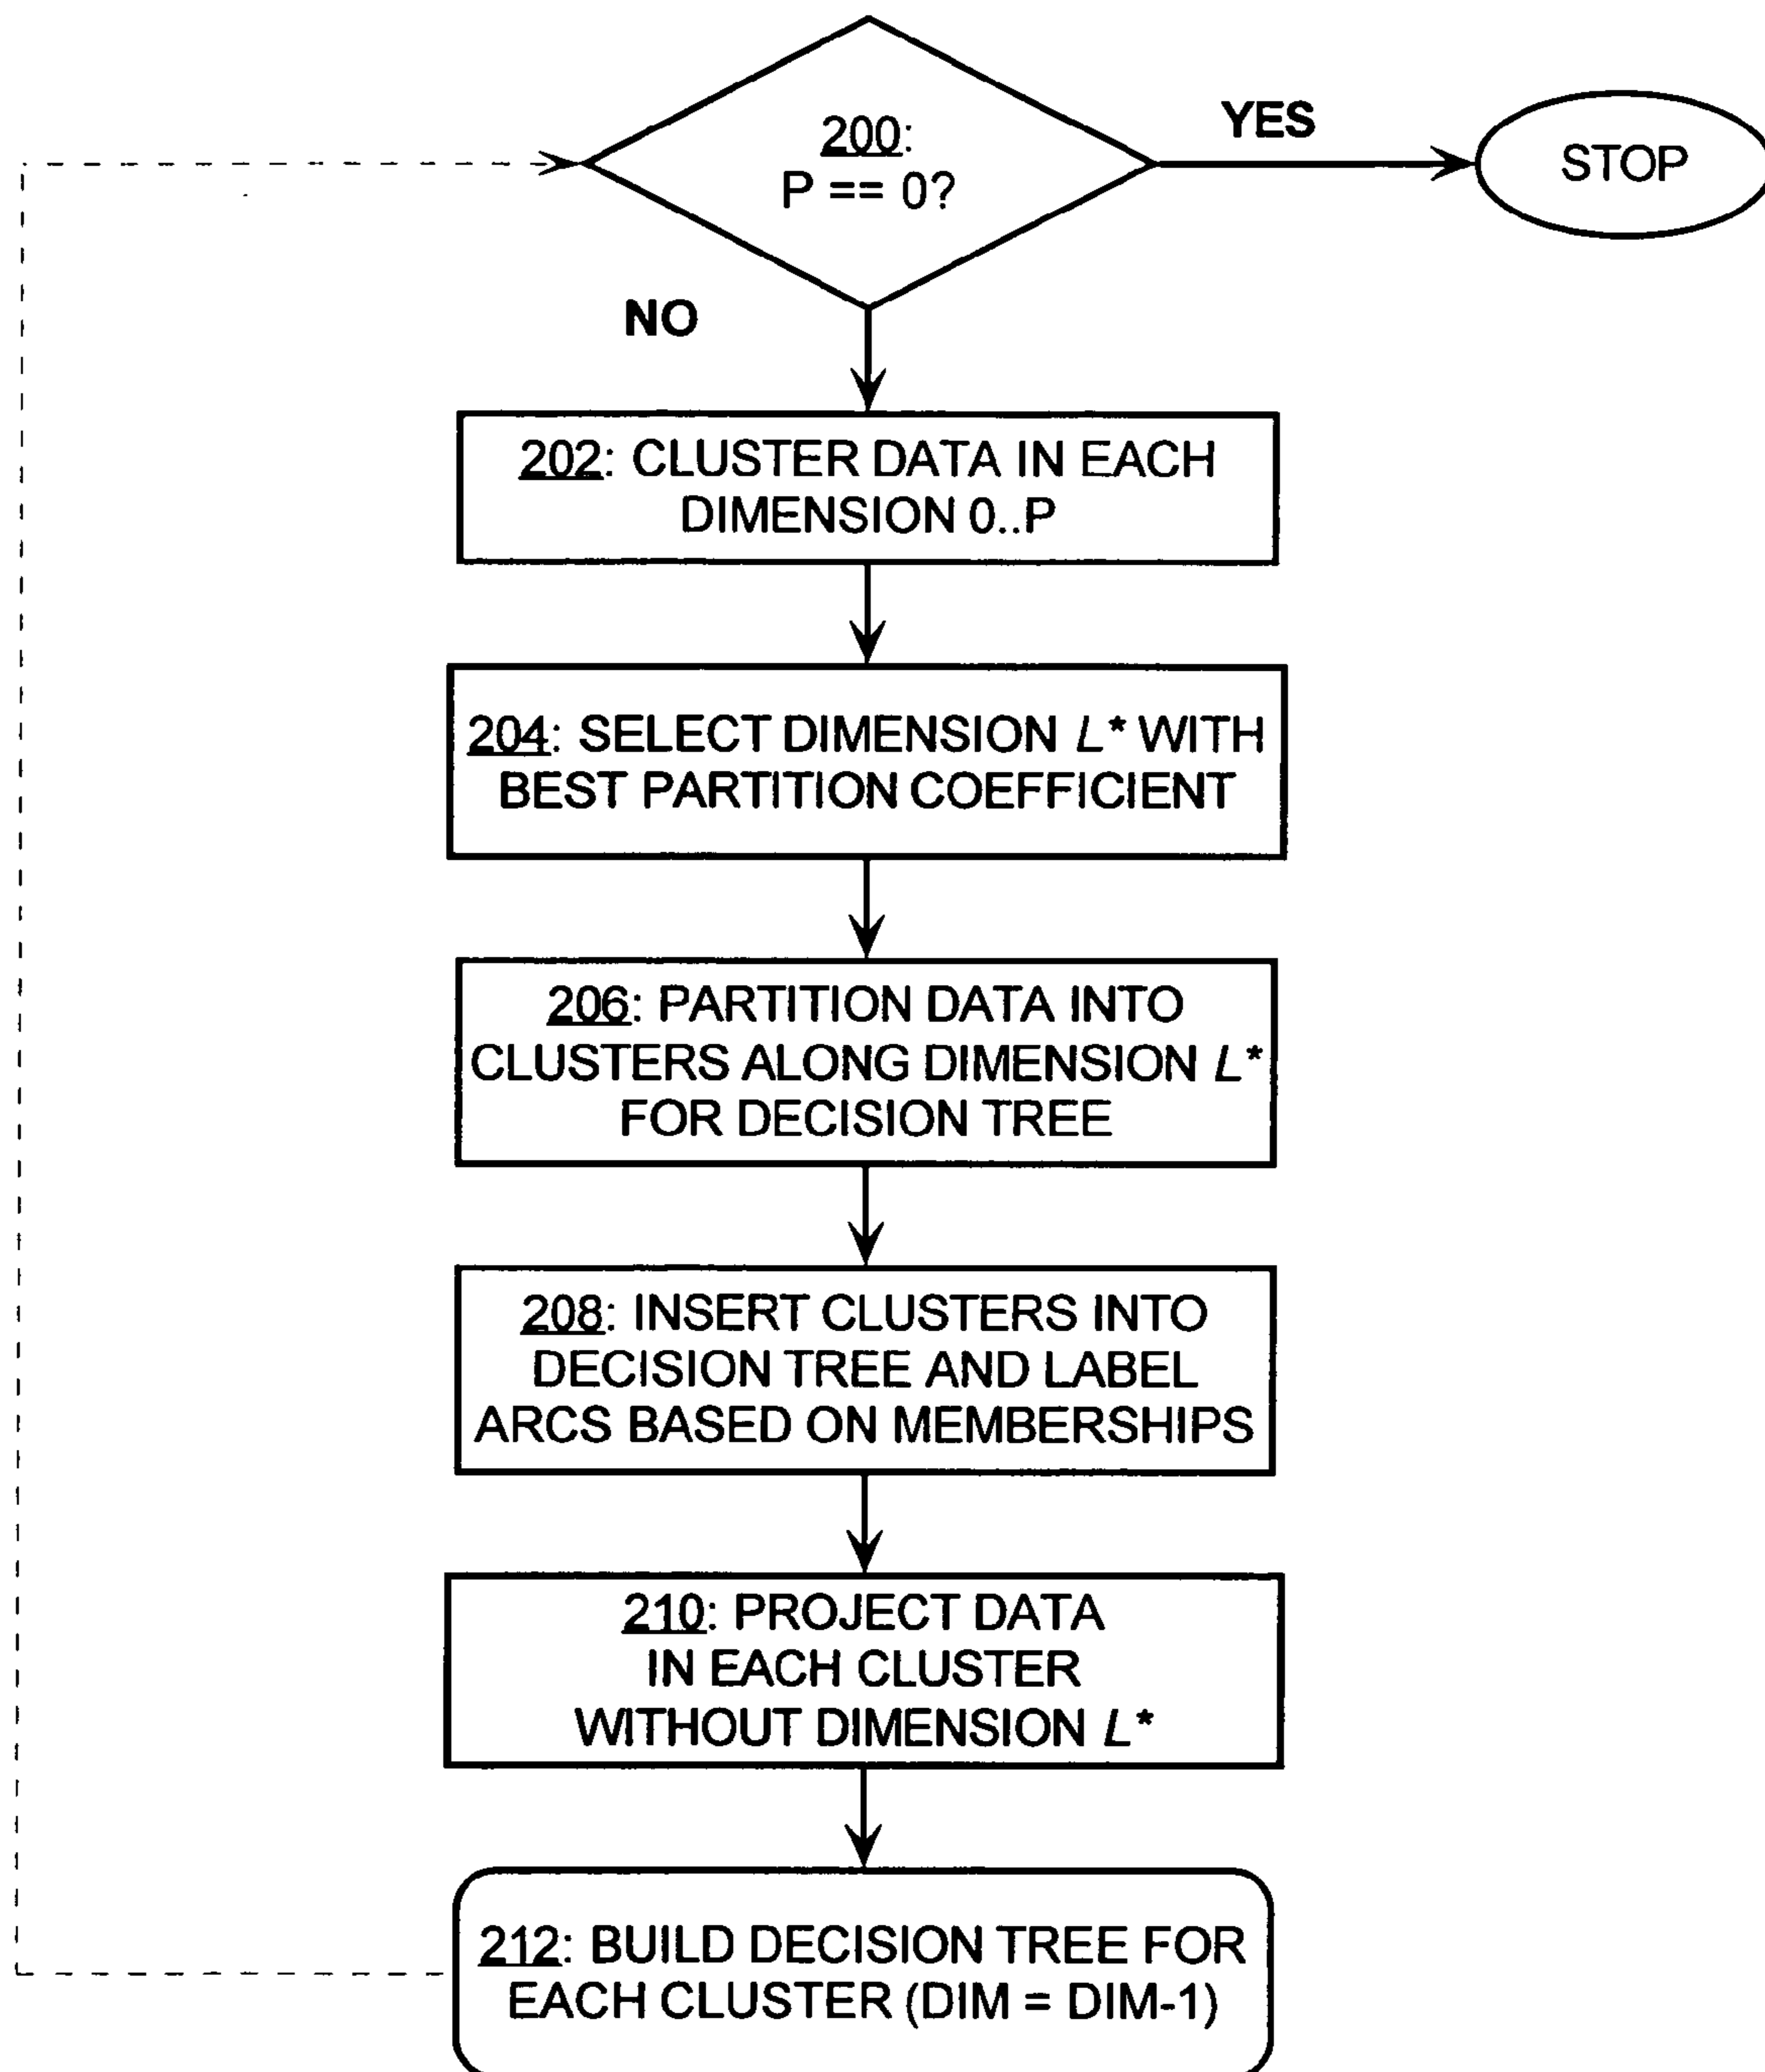 200:
P == 0?
YES
STOP
NO
202: CLUSTER DATA IN EACH
DIMENSION 0..P
204: SELECT DIMENSION L* WITH
BEST PARTITION COEFFICIENT
206: PARTITION DATA INTO
CLUSTERS ALONG DIMENSION L*
FOR DECISION TREE
208: INSERT CLUSTERS INTO
DECISION TREE AND LABEL
ARCS BASED ON MEMBERSHIPS
210: PROJECT DATA
IN EACH CLUSTER
WITHOUT DIMENSION L*
212: BUILD DECISION TREE FOR
EACH CLUSTER (DIM = DIM-1)